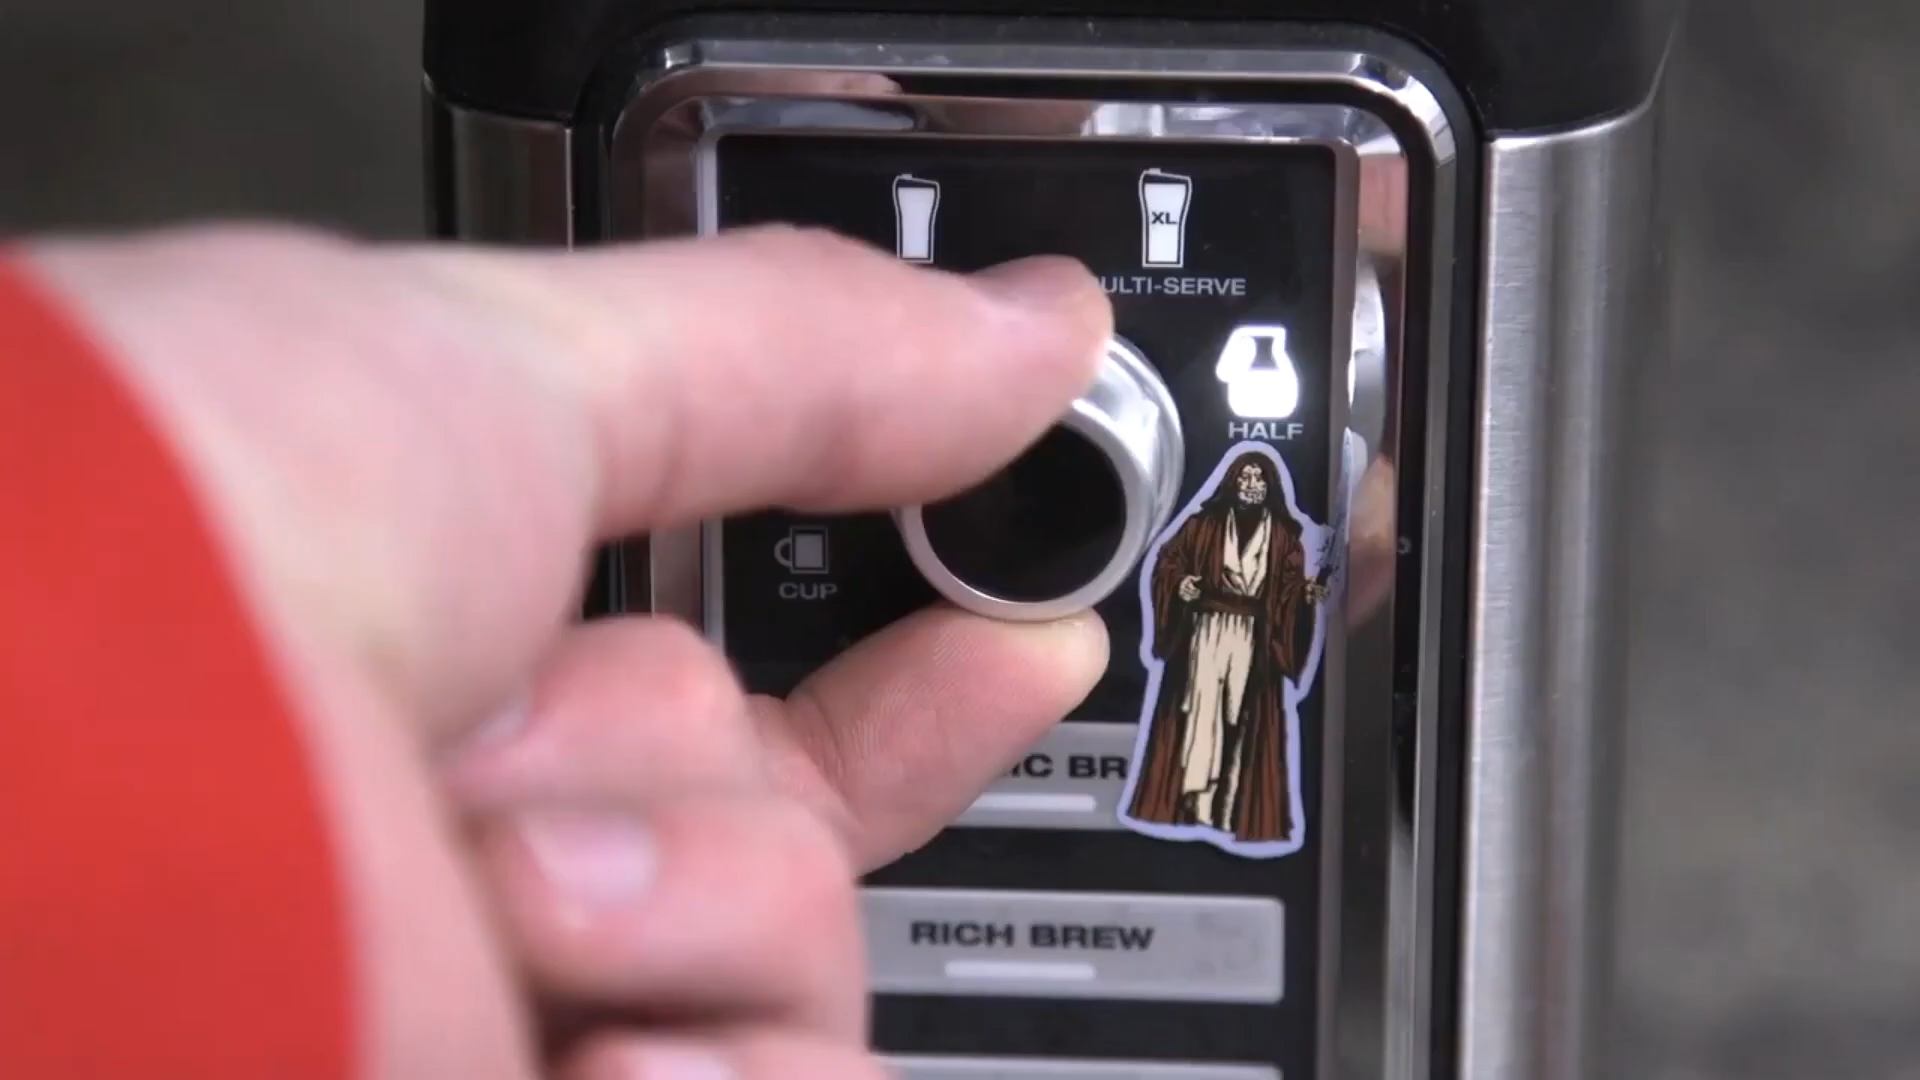 XL
ULTI-SERVE
HALF
CUP
IC BR
RICH BREW